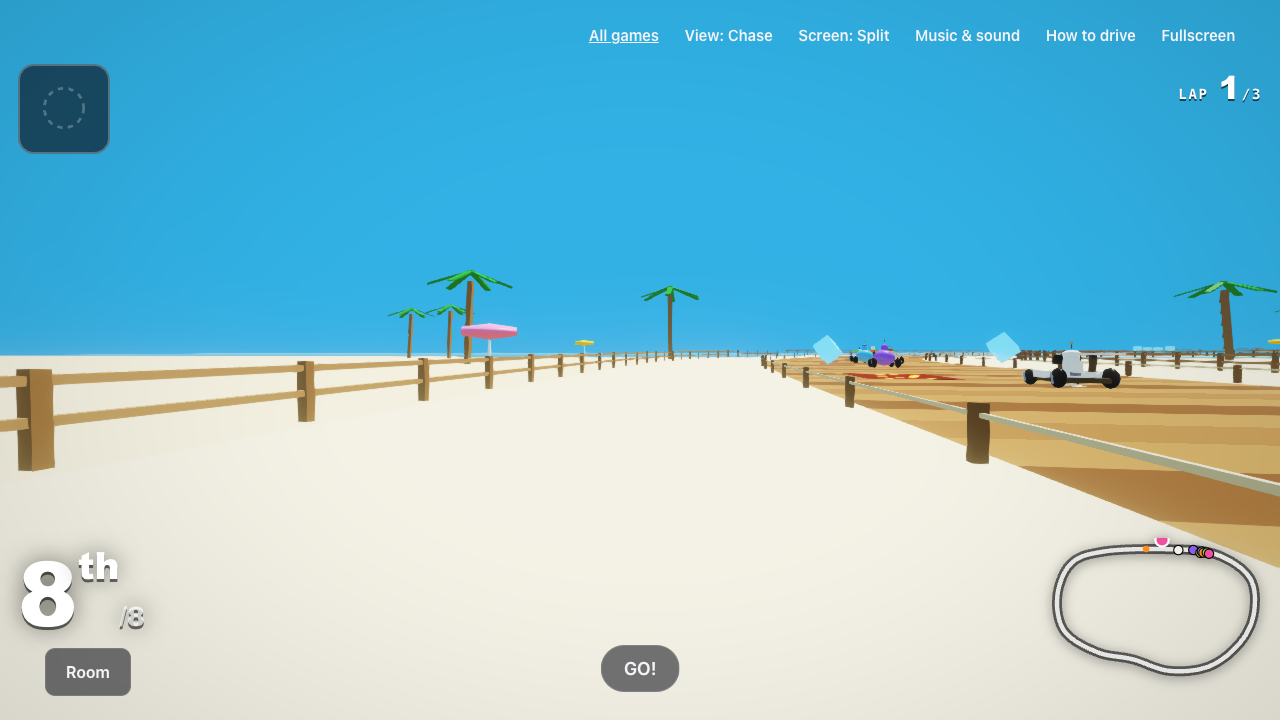 All games View: Chase Screen: Split Music & sound How to drive Fullscreen
LAP 1/3
8th
/8
Room
GO!